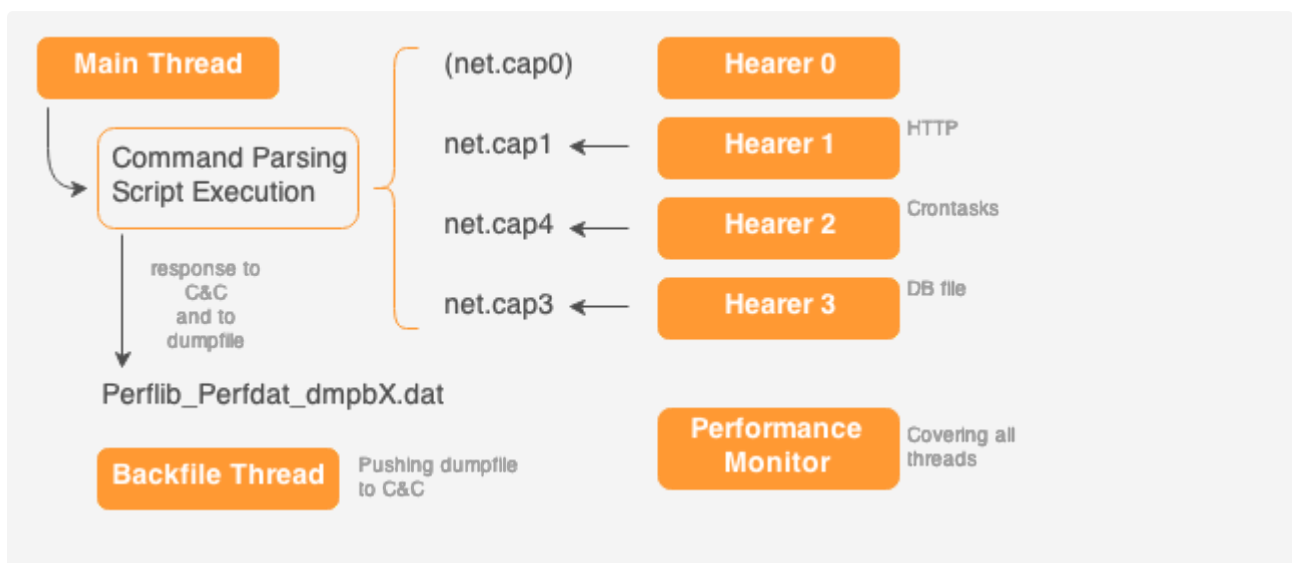 Main Thread
Command Parsing
Script Execution
response to
C&C
and to
dumpfile
Perflib_Perfdat_dmpbX.dat
Backfile Thread
Pushing dumpfile
to C&C
(net.cap0)
Hearer 0
net.cap1
Hearer 1
HTTP
net.cap4
Hearer 2
Crontasks
net.cap3
Hearer 3
DB file
Performance
Monitor
Covering all
threads